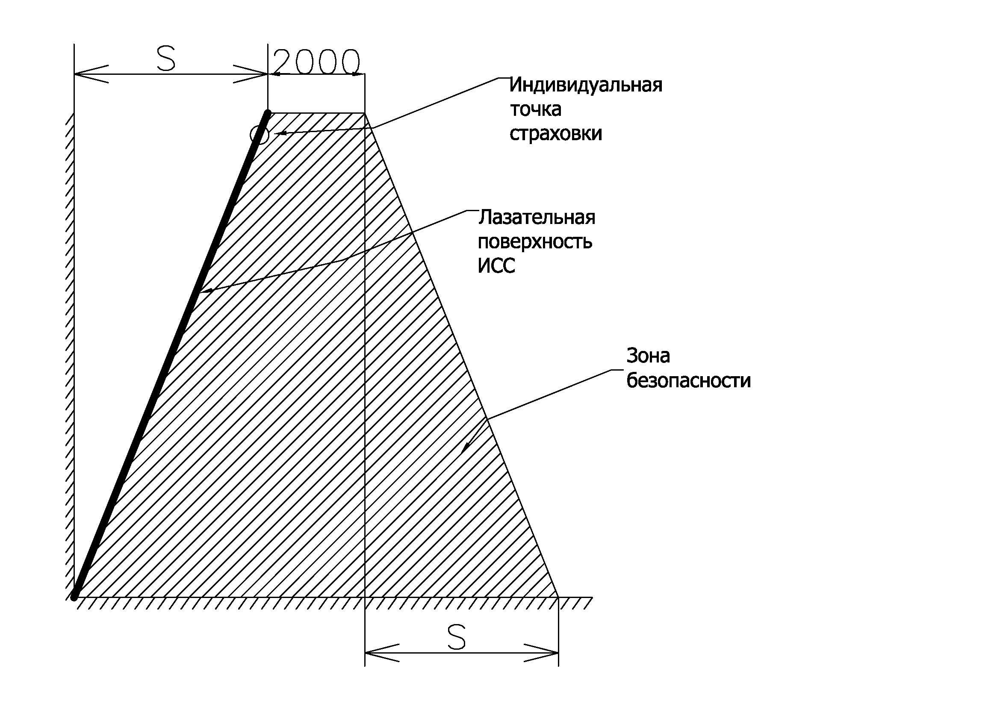 S
2000
Индивидуальная
точка
страховки
Лазательная
поверхность
ИСС
Зона
безопасности
S